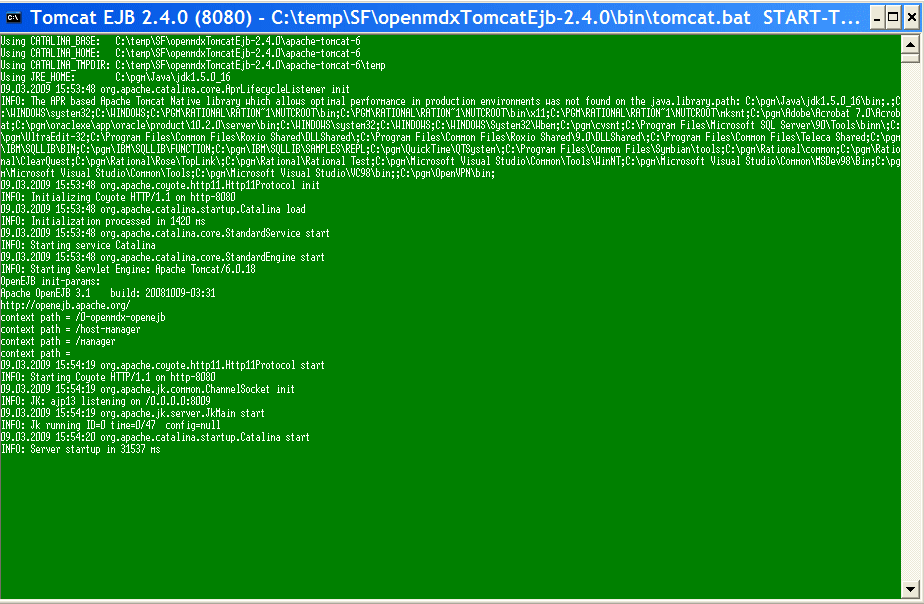 Tomcat EJB 2.4.0 (8080) - C:\temp\SF\openmdxTomcatEjb-2.4.0\bin\tomcat.bat START-T...
Using CATALINA_BASE:   C:\temp\SF\openmdxTomcatEjb-2.4.0\apache-tomcat-6
Using CATALINA_HOME:   C:\temp\SF\openmdxTomcatEjb-2.4.0\apache-tomcat-6
Using CATALINA_TMPDIR: C:\temp\SF\openmdxTomcatEjb-2.4.0\apache-tomcat-6\temp
Using JRE_HOME:        C:\pgm\Java\jdk1.5.0_16
09.03.2009 15:53:48 org.apache.catalina.core.AprLifecycleListener init
INFO: The APR based Apache Tomcat Native library which allows optimal performance in production environments was not found on the java.library.path: C:\pgm\Java\jdk1.5.0_16\bin;.;C
:\WINDOWS\system32;C:\WINDOWS;C:\PGM\RATIONAL\RATION~1\NUTCROOT\bin;C:\PGM\RATIONAL\RATION~1\NUTCROOT\bin\x11;C:\PGM\RATIONAL\RATION~1\NUTCROOT\mksnt;C:\pgm\Adobe\Acrobat 7.0\Acrob
at;C:\pgm\oraclexe\app\oracle\product\10.2.0\server\bin;C:\WINDOWS\system32;C:\WINDOWS;C:\WINDOWS\System32\Wbem;C:\pgm\cvsnt;C:\Program Files\Microsoft SQL Server\90\Tools\binn\;C:
\pgm\UltraEdit-32;C:\Program Files\Common Files\Roxio Shared\DLLShared\;C:\Program Files\Common Files\Roxio Shared\9.0\DLLShared\;C:\Program Files\Common Files\Teleca Shared;C:\pgm
\IBM\SQLLIB\BIN;C:\pgm\IBM\SQLLIB\FUNCTION;C:\pgm\IBM\SQLLIB\SAMPLES\REPL;C:\pgm\QuickTime\QTSystem\;C:\Program Files\Common Files\Symbian\tools;C:\pgm\Rational\common;C:\pgm\Ratio
nal\ClearQuest;C:\pgm\Rational\Rose\TopLink\;C:\pgm\Rational\Rational Test;C:\pgm\Microsoft Visual Studio\Common\Tools\WinNT;C:\pgm\Microsoft Visual Studio\Common\MSDev98\Bin;C:\pg
m\Microsoft Visual Studio\Common\Tools;C:\pgm\Microsoft Visual Studio\VC98\bin;;C:\pgm\OpenVPN\bin;
09.03.2009 15:53:48 org.apache.coyote.http11.Http11Protocol init
INFO: Initializing Coyote HTTP/1.1 on http-8080
09.03.2009 15:53:48 org.apache.catalina.startup.Catalina load
INFO: Initialization processed in 1420 ms
09.03.2009 15:53:48 org.apache.catalina.core.StandardService start
INFO: Starting service Catalina
09.03.2009 15:53:48 org.apache.catalina.core.StandardEngine start
INFO: Starting Servlet Engine: Apache Tomcat/6.0.18
OpenEJB init-params:
Apache OpenEJB 3.1    build: 20081009-03:31
http://openejb.apache.org/
context path = /0-openmdx-openejb
context path = /host-manager
context path = /manager
context path =
09.03.2009 15:54:19 org.apache.coyote.http11.Http11Protocol start
INFO: Starting Coyote HTTP/1.1 on http-8080
09.03.2009 15:54:19 org.apache.jk.common.ChannelSocket init
INFO: JK: ajp13 listening on /0.0.0.0:8009
09.03.2009 15:54:19 org.apache.jk.server.JkMain start
INFO: Jk running ID=0 time=0/47  config=null
09.03.2009 15:54:20 org.apache.catalina.startup.Catalina start
INFO: Server startup in 31537 ms